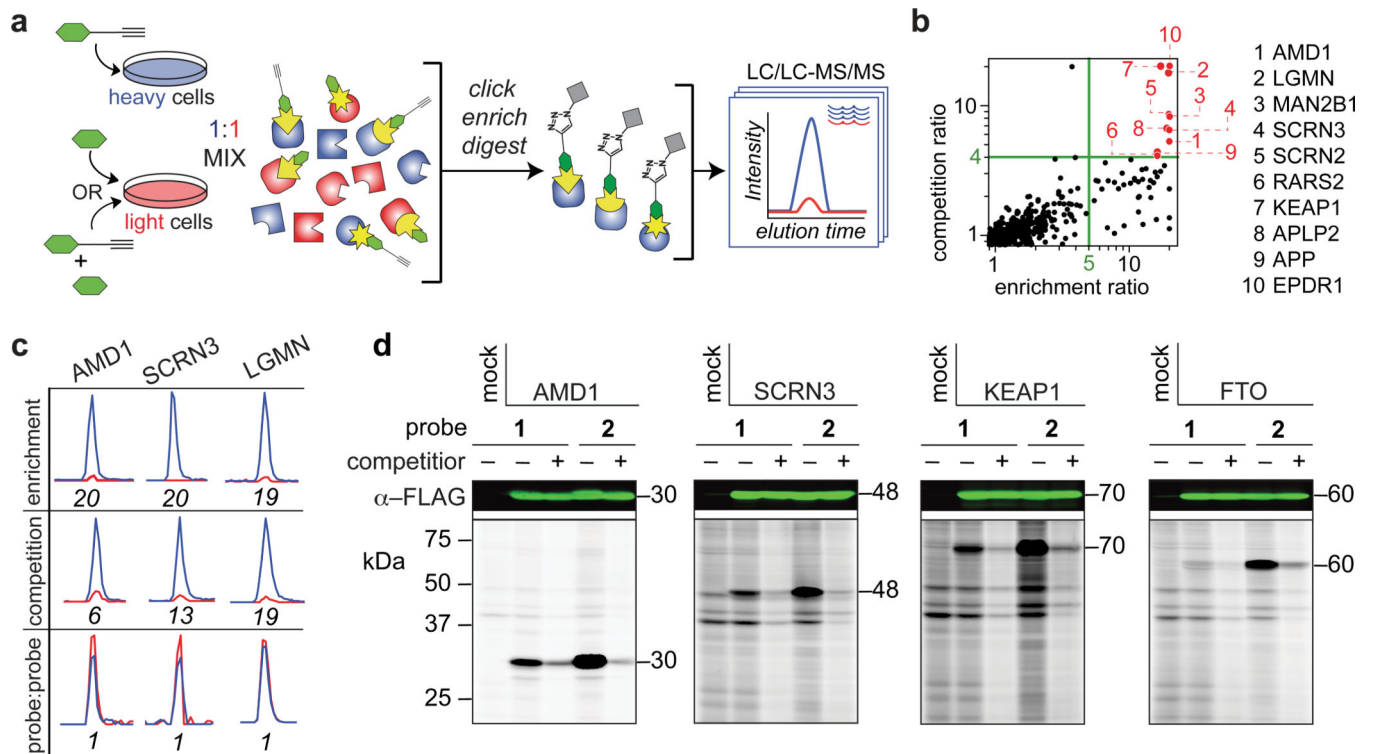 a
heavy cells
OR
light cells
+
1:1
MIX
click
enrich
digest
N=N
N
N=N
N
N=N
N
LC/LC-MS/MS
Intensity
elution time
b
competition ratio
10
4
1
1
5
10
enrichment ratio
10
7
2
5
3
4
6
8
1
9
1 AMD1
2 LGMN
3 MAN2B1
4 SCRN3
5 SCRN2
6 RARS2
7 KEAP1
8 APLP2
9 APP
10 EPDR1
c
AMD1 SCRN3 LGMN
enrichment
20 20 19
competition
6 13 19
probe:probe
1 1 1
d
mock AMD1
mock SCRN3
mock KEAP1
mock FTO
probe 1 2 1 2 1 2 1 2
competitior – – + – + – – + – + – – + – + – – + – +
α–FLAG –30 –48 –70 –60
kDa
75 –
50 –
37 –
25 –
–30
–48
–70
–60